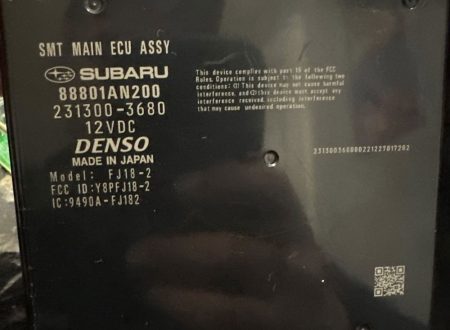 SMT MAIN ECU ASSY
SUBARU
88801AN200
231300-3680
12VDC
DENSO
MADE IN JAPAN
Model: FJ18-2
FCC ID:Y8PFJ18-2
IC:9490A-FJ182
This device complies with part 15 of the FCC
Rules. Operation is subject to the following two
conditions: (1) This device may not cause harmful
interference, and (2) this device must accept any
interference received, including interference
that may cause undesired operation.